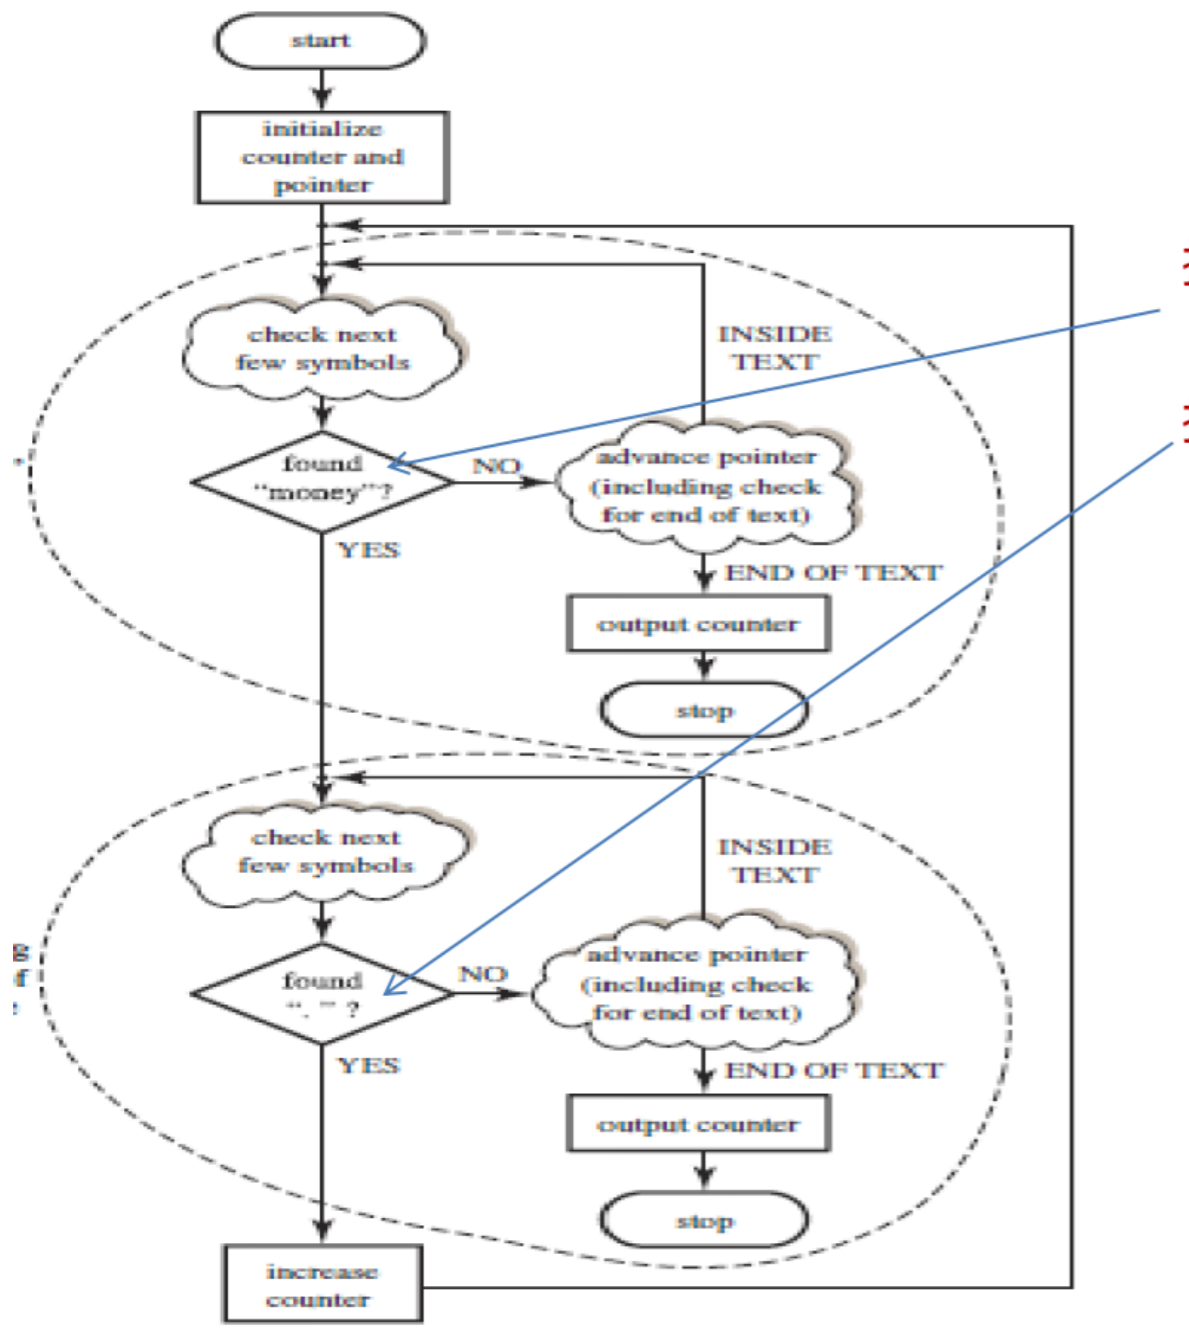 start
initialize
counter and
pointer
check next
few symbols
INSIDE
TEXT
found
"money"?
NO
advance pointer
(including check
for end of text)
YES
END OF TEXT
output counter
stop
check next
few symbols
INSIDE
TEXT
found
". " ?
NO
advance pointer
(including check
for end of text)
YES
END OF TEXT
output counter
stop
increase
counter